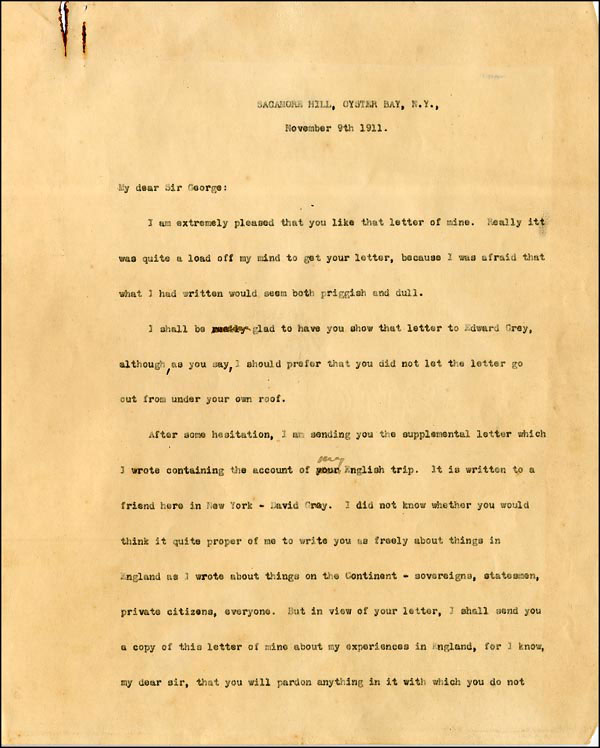 SAGAMORE HILL, OYSTER BAY, N.Y.,
November 9th 1911.
My dear Sir George:
I am extremely pleased that you like that letter of mine. Really itt
was quite a load off my mind to get your letter, because I was afraid that
what I had written would seem both priggish and dull.
I shall be glad to have you show that letter to Edward Grey,
although, as you say, I should prefer that you did not let the letter go
out from under your own roof.
After some hesitation, I am sending you the supplemental letter which
my
I wrote containing the account of your English trip. It is written to a
friend here in New York - David Gray. I did not know whether you would
think it quite proper of me to write you as freely about things in
England as I wrote about things on the Continent - sovereigns, statesmen,
private citizens, everyone. But in view of your letter, I shall send you
a copy of this letter of mine about my experiences in England, for I know,
my dear sir, that you will pardon anything in it with which you do not